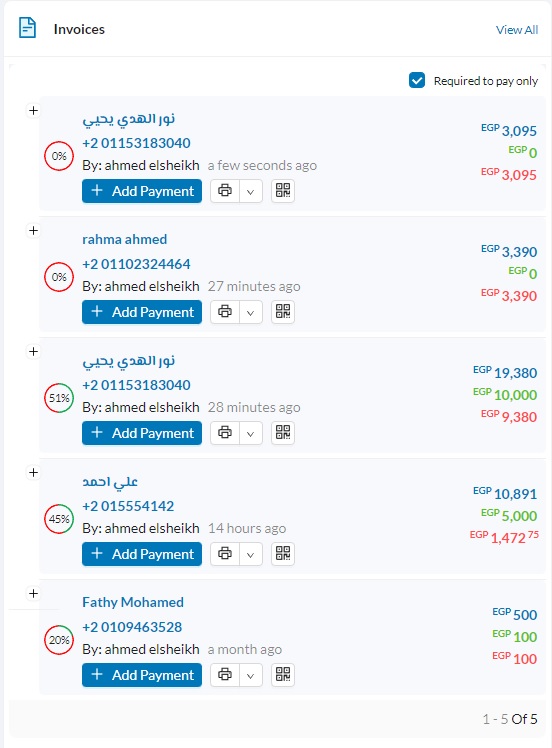 Invoices
View All
Required to pay only
نور الهدي يحيي
+2 01153183040
0%
By: ahmed elsheikh a few seconds ago
+ Add Payment
EGP 3,095
EGP 0
EGP 3,095
rahma ahmed
+2 01102324464
0%
By: ahmed elsheikh 27 minutes ago
+ Add Payment
EGP 3,390
EGP 0
EGP 3,390
نور الهدي يحيي
+2 01153183040
51%
By: ahmed elsheikh 28 minutes ago
+ Add Payment
EGP 19,380
EGP 10,000
EGP 9,380
علي احمد
+2 015554142
45%
By: ahmed elsheikh 14 hours ago
+ Add Payment
EGP 10,891
EGP 5,000
EGP 1,472 75
Fathy Mohamed
+2 0109463528
20%
By: ahmed elsheikh a month ago
+ Add Payment
EGP 500
EGP 100
EGP 100
1 - 5 Of 5